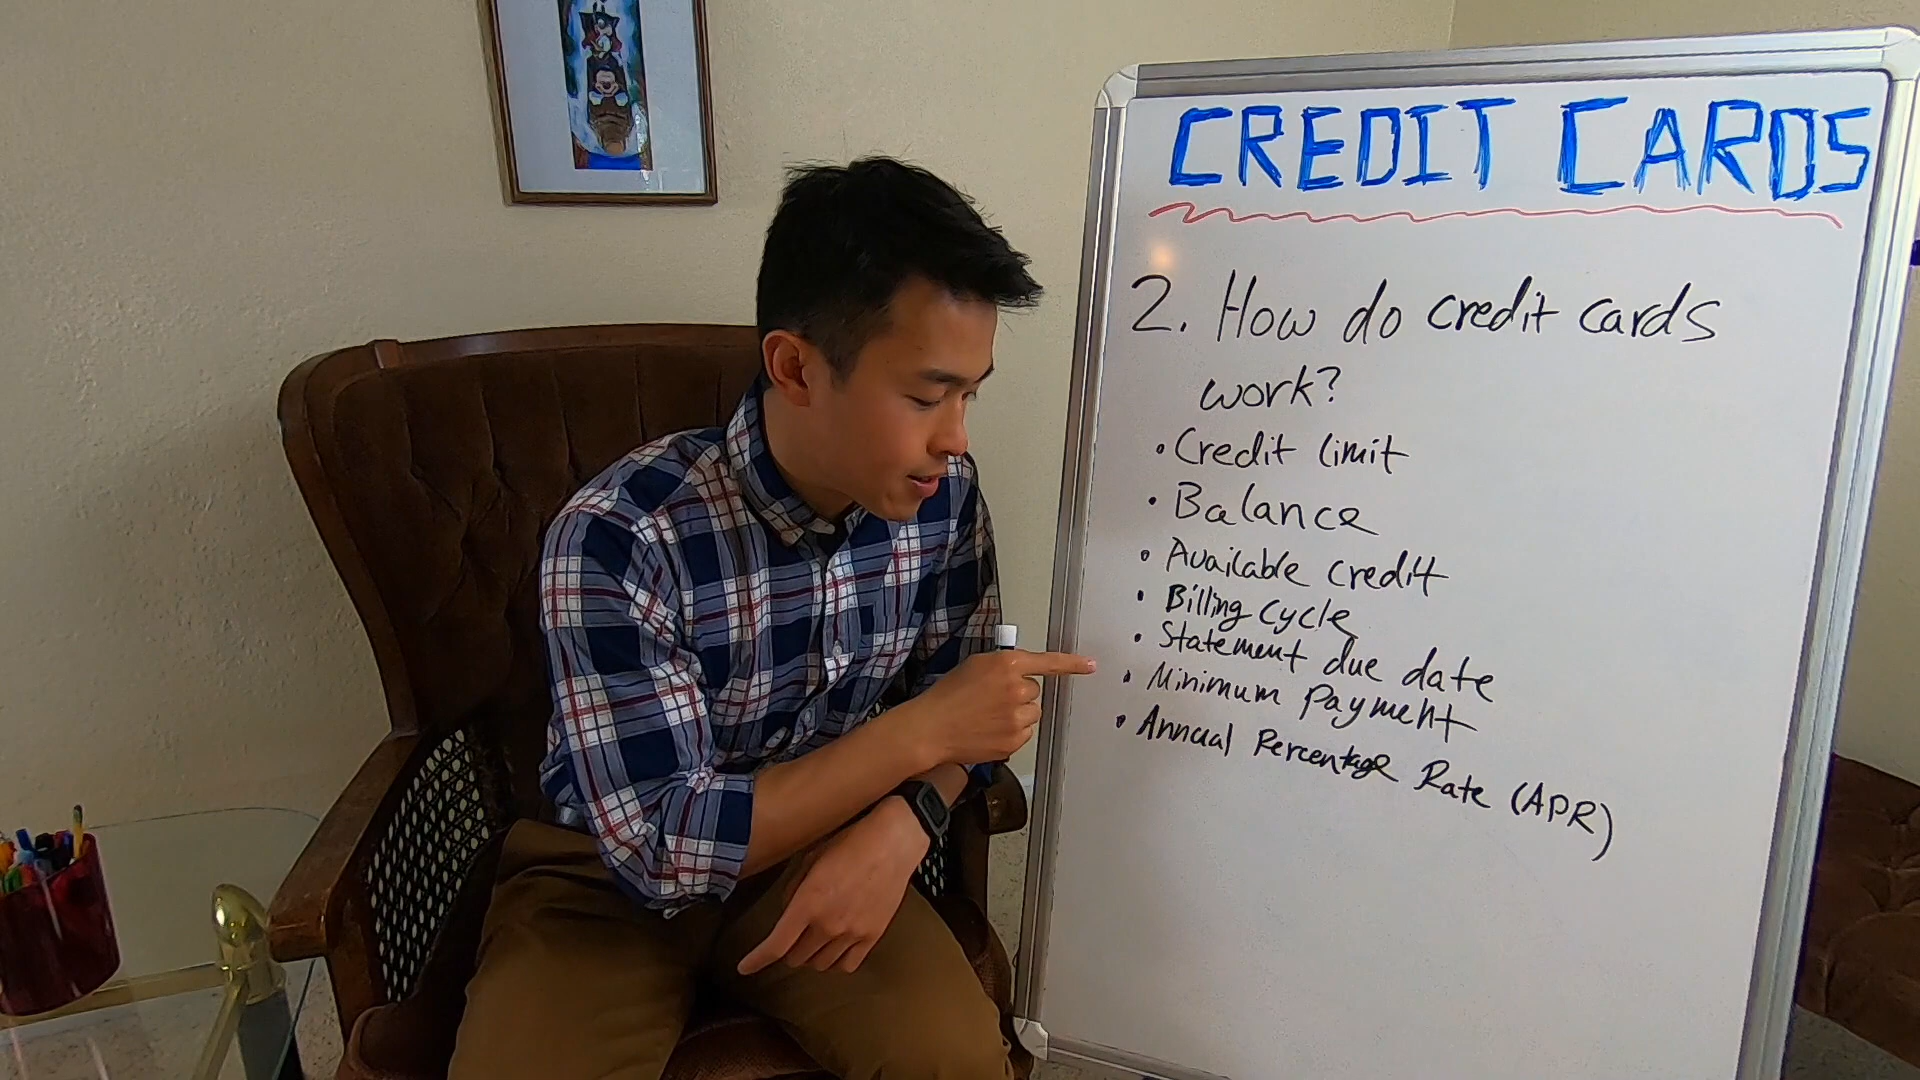 CREDIT CARDS
2. How do credit cards
work?
• Credit limit
• Balance
• Available credit
• Billing cycle
• Statement due date
• Minimum payment
• Annual Percentage Rate (APR)